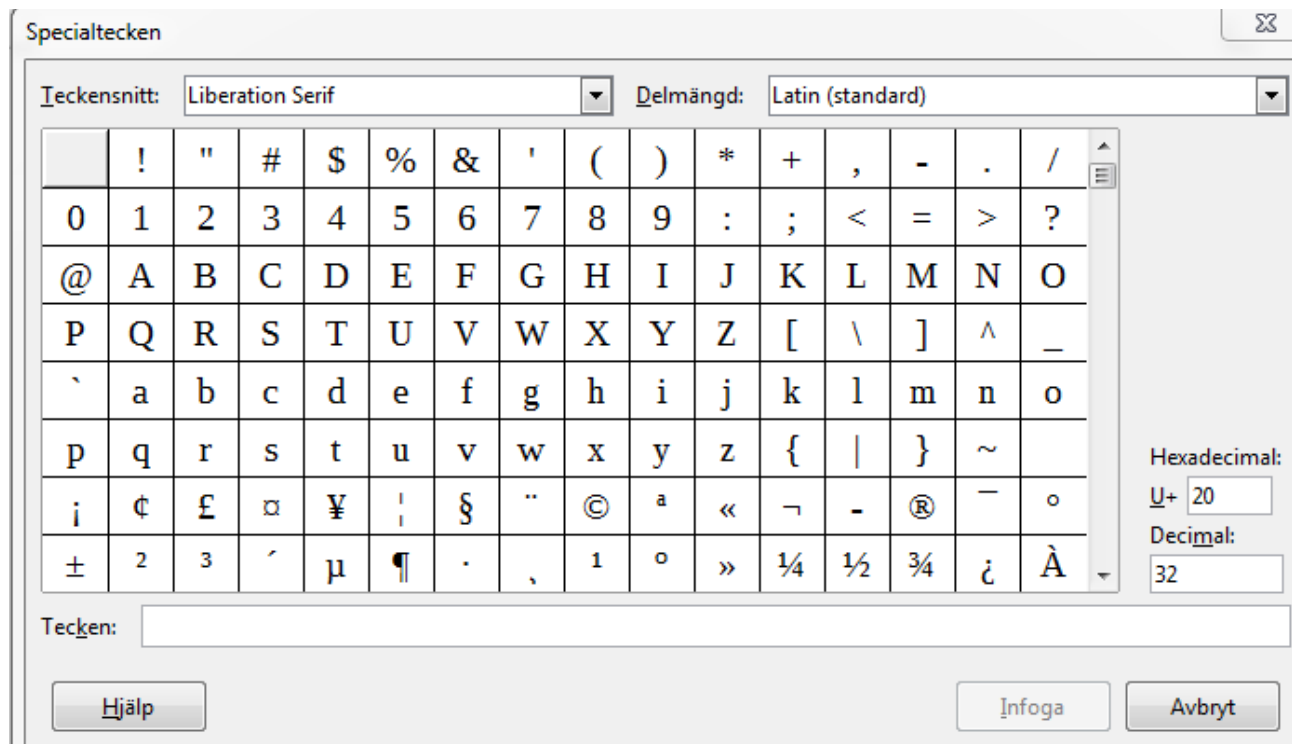 Specialtecken
Teckensnitt: Liberation Serif Delmängd: Latin (standard)
! " # $ % & ' ( ) * + , - . /
0 1 2 3 4 5 6 7 8 9 : ; < = > ?
@ A B C D E F G H I J K L M N O
P Q R S T U V W X Y Z [ \ ] ^ _
` a b c d e f g h i j k l m n o
p q r s t u v w x y z { | } ~
¡ ¢ £ ¤ ¥ ¦ § ¨ © ª « ¬ - ® ¯ °
± ² ³ ´ µ ¶ · ¸ ¹ º » ¼ ½ ¾ ¿ À
Hexadecimal:
U+ 20
Decimal:
32
Tecken:
Hjälp Infoga Avbryt